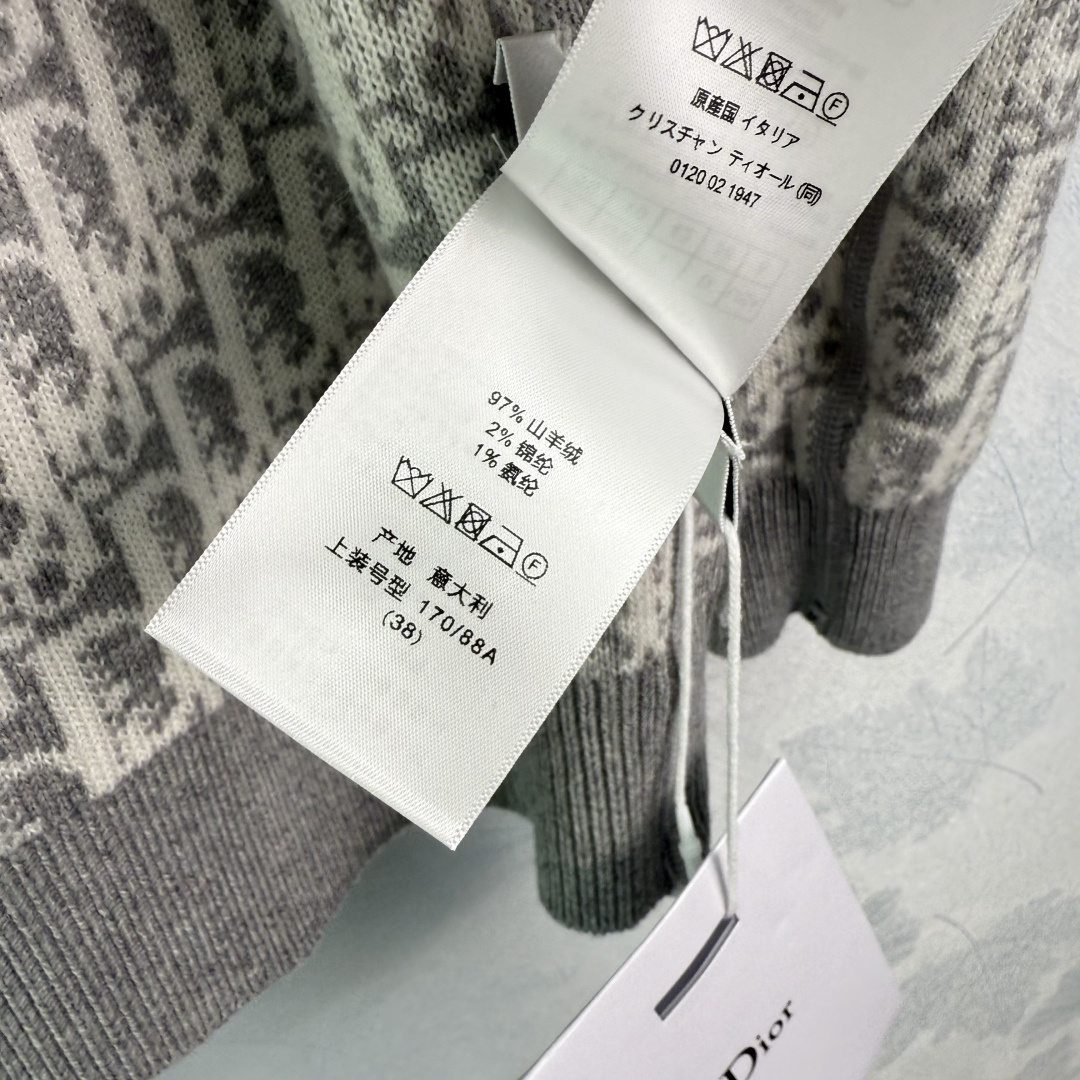 原産国 イタリア
クリスチャン ディオール (同)
0120 02 1947
97% 山羊绒
2% 锦纶
1% 氨纶
F
产地 意大利
上装号型 170/88A
(38)
Dior